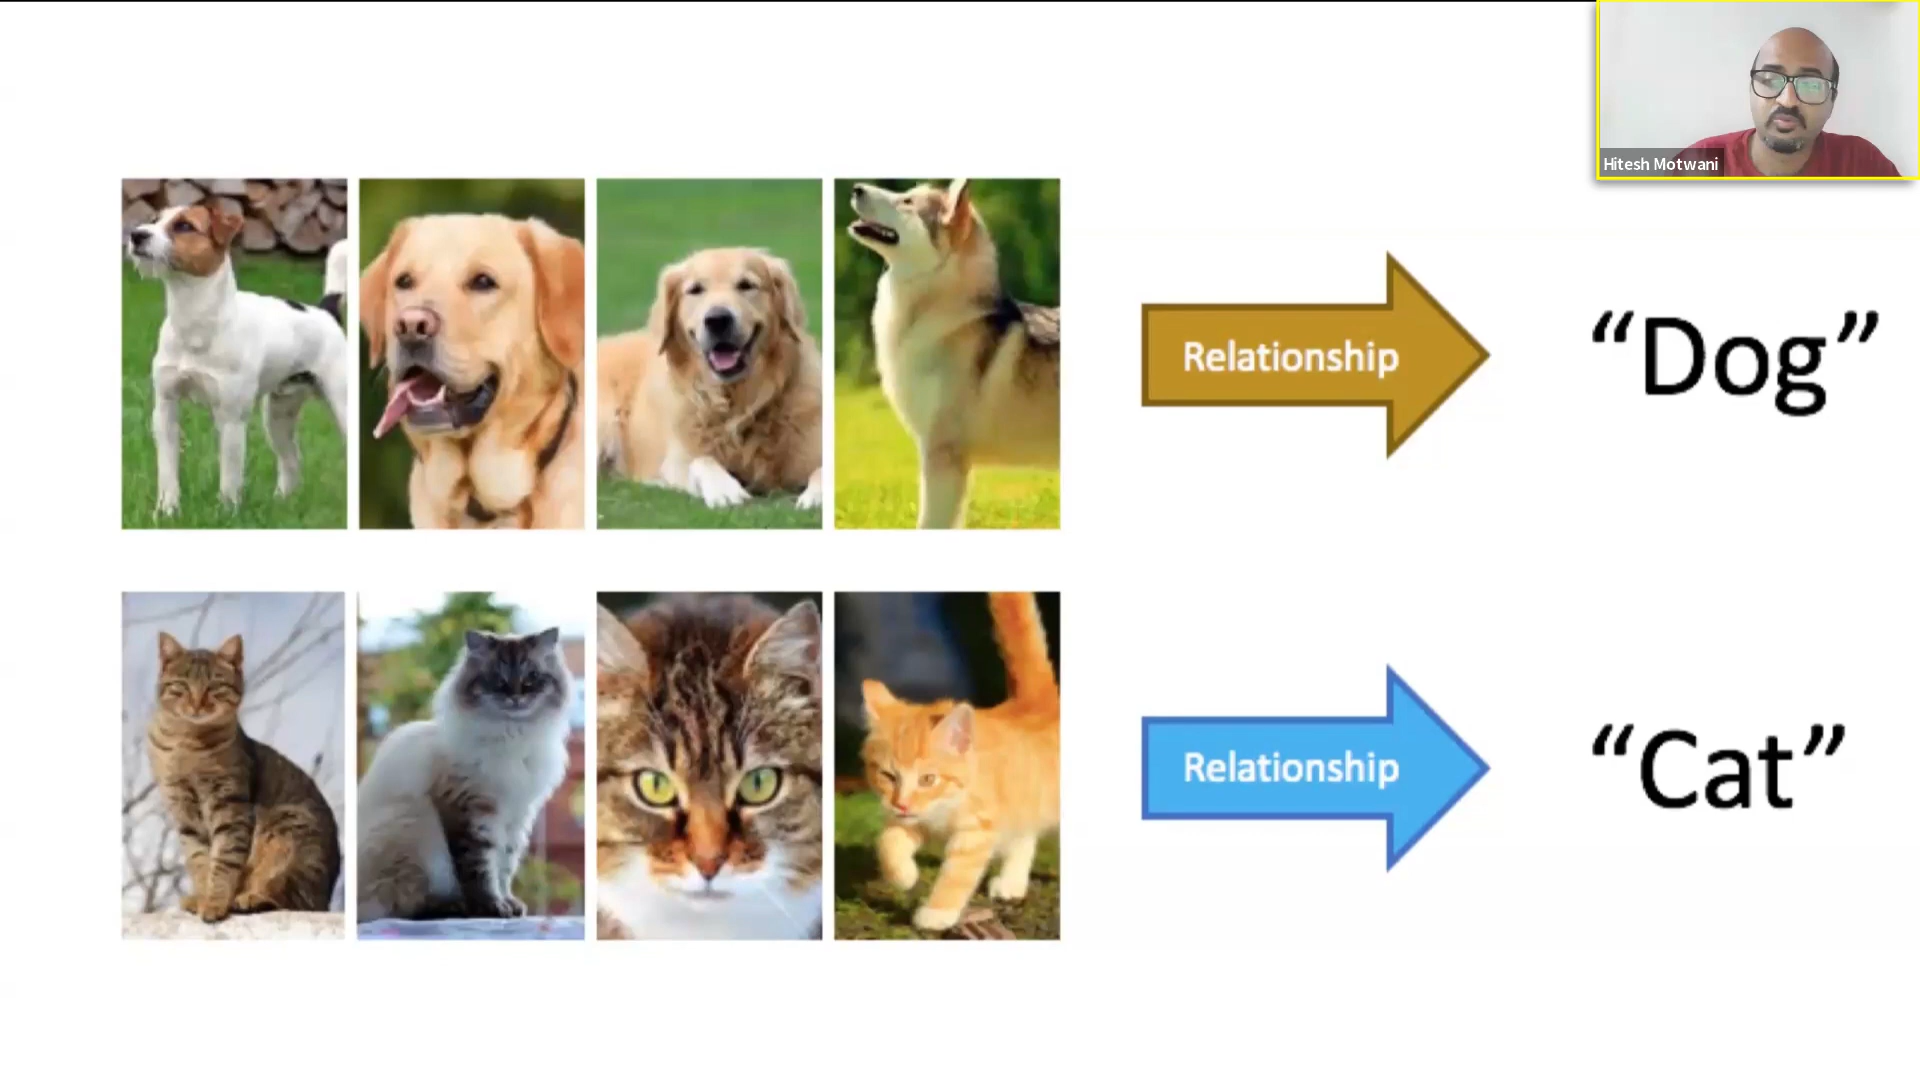 Hitesh Motwani
Relationship
“Dog”
Relationship
“Cat”